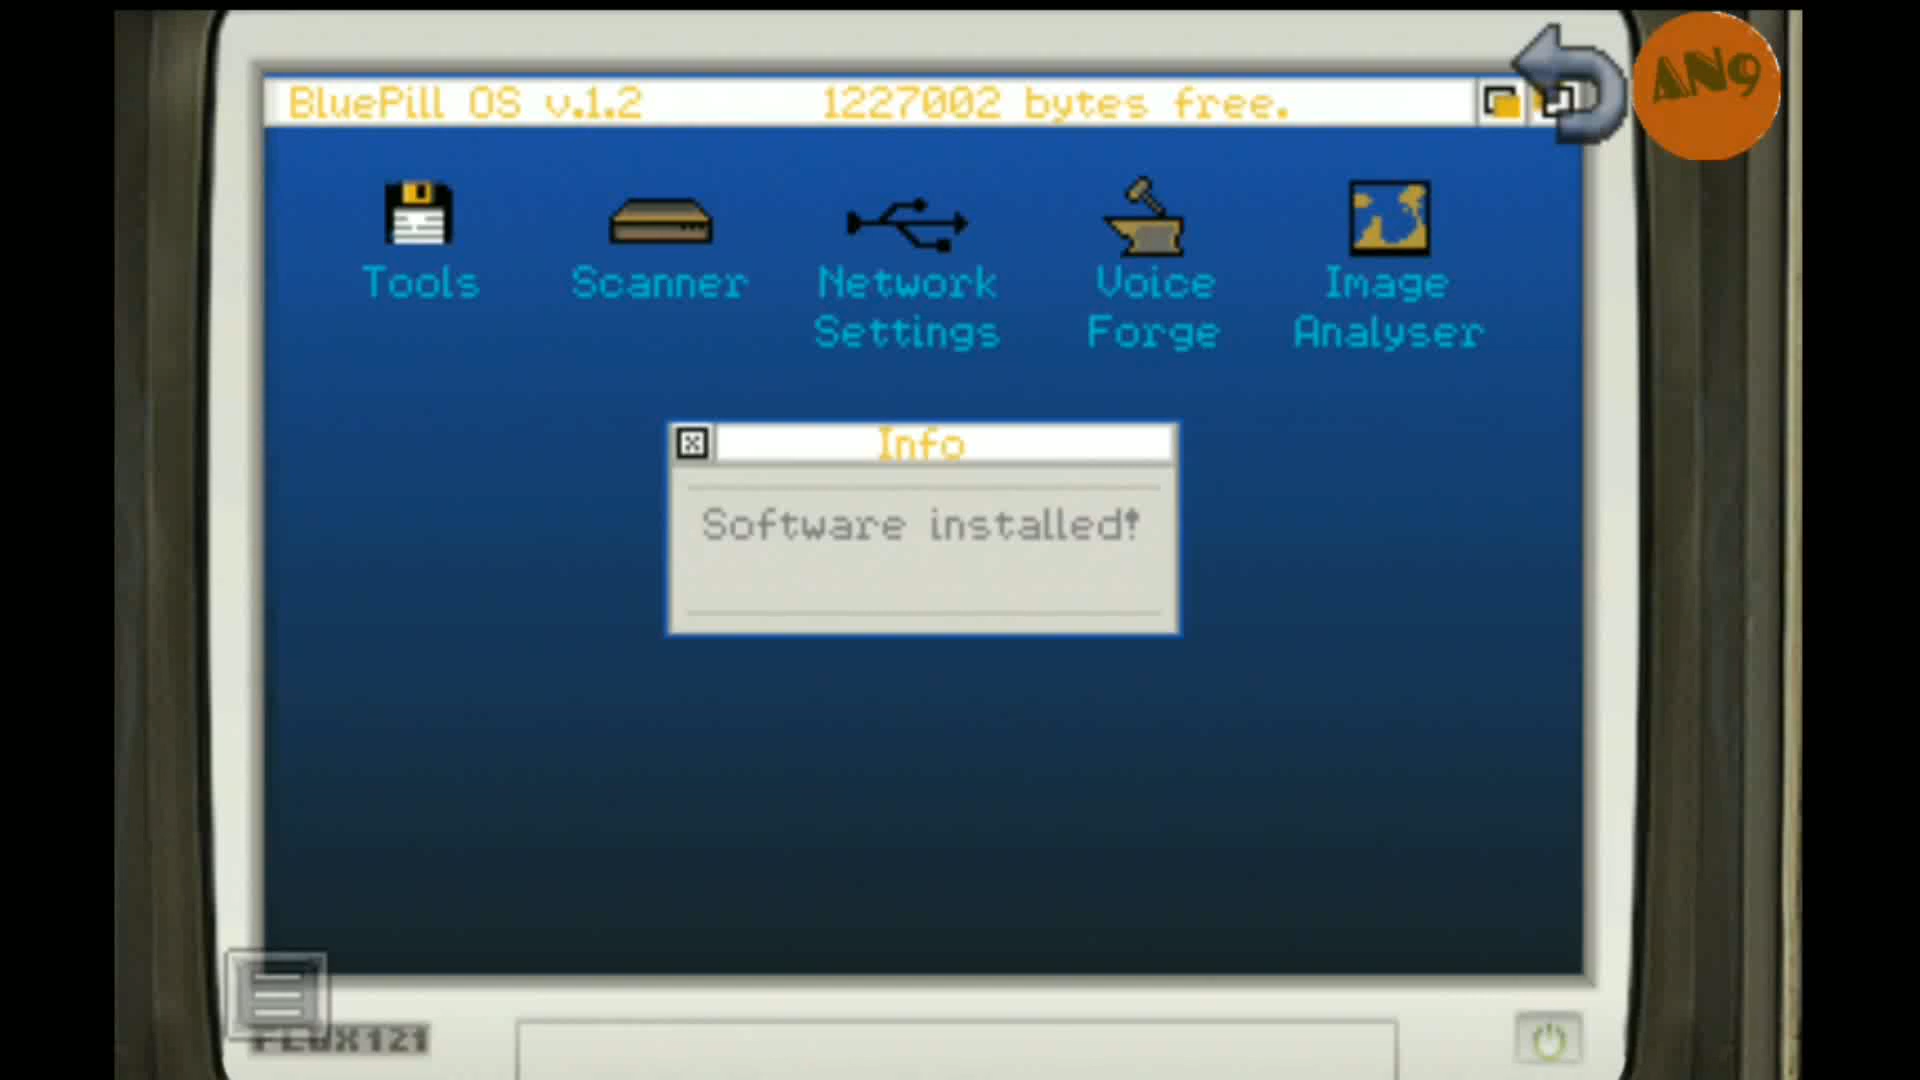 BluePill OS v.1.2 1227002 bytes free.
AN9
Tools
Scanner
Network
Settings
Voice
Forge
Image
Analyser
Info
Software installed!
FLUX121